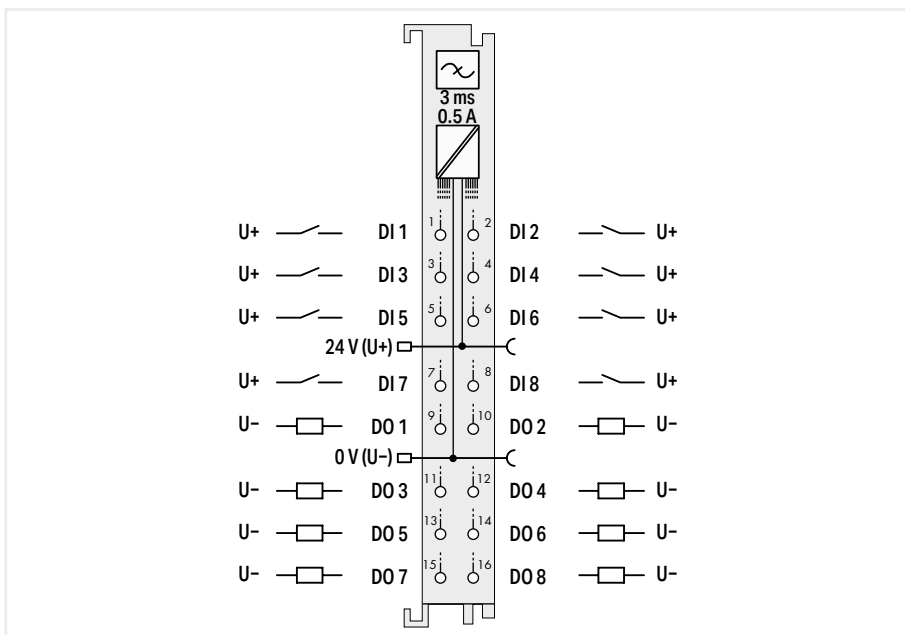 3 ms
0.5 A
U+ DI 1 1 2 DI 2 U+
U+ DI 3 3 4 DI 4 U+
U+ DI 5 5 6 DI 6 U+
24 V (U+)
U+ DI 7 7 8 DI 8 U+
U− DO 1 9 10 DO 2 U−
0 V (U−)
U− DO 3 11 12 DO 4 U−
U− DO 5 13 14 DO 6 U−
U− DO 7 15 16 DO 8 U−